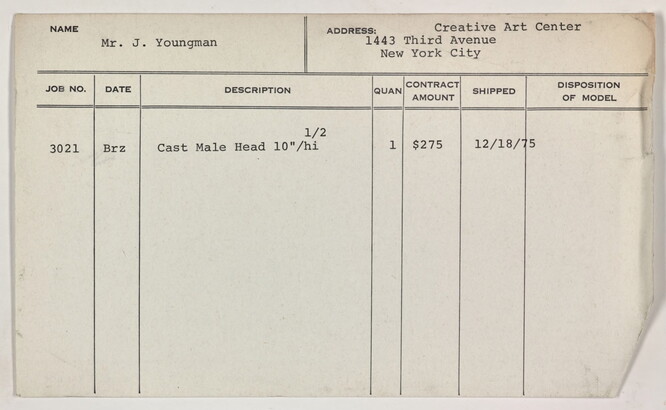 NAME
Mr. J. Youngman
ADDRESS: Creative Art Center
1443 Third Avenue
New York City
JOB NO. DATE DESCRIPTION QUAN CONTRACT AMOUNT SHIPPED DISPOSITION OF MODEL
1/2
3021 Brz Cast Male Head 10"/hi 1 $275 12/18/75